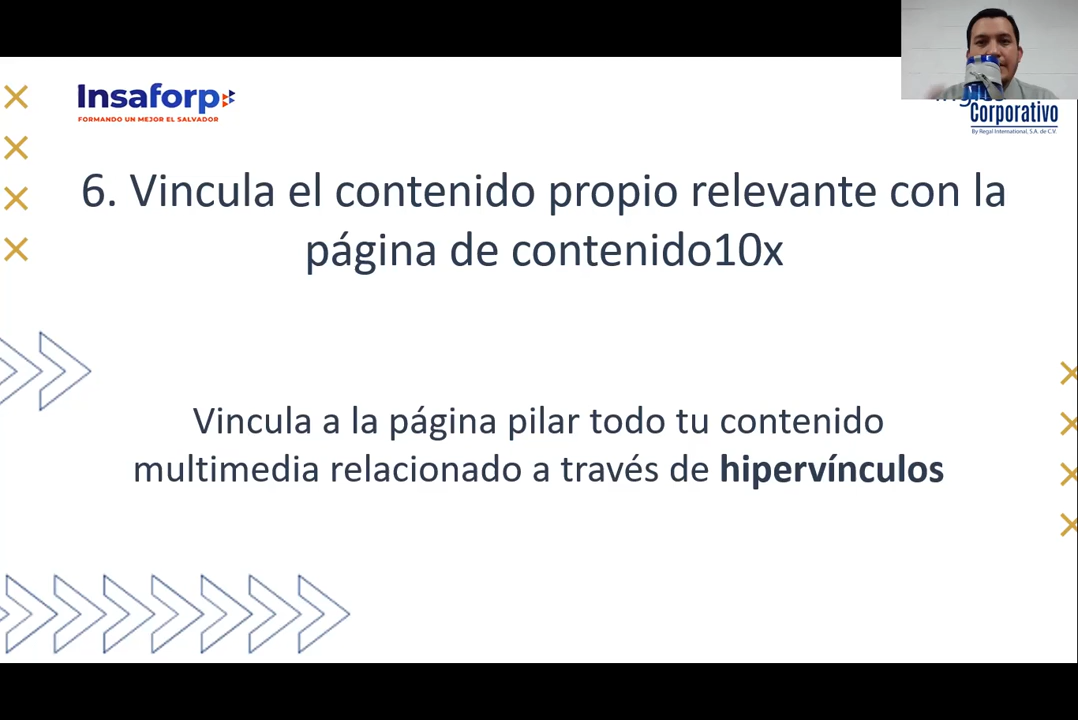 Insaforp
FORMANDO UN MEJOR EL SALVADOR
Corporativo
By Regal International, S.A. de C.V.
6. Vincula el contenido propio relevante con la
página de contenido10x
Vincula a la página pilar todo tu contenido
multimedia relacionado a través de hipervínculos